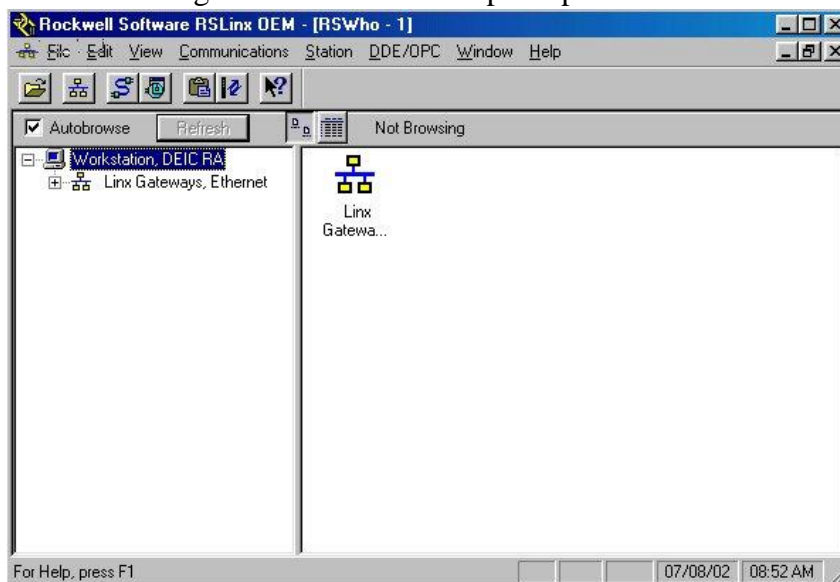 Rockwell Software RSLinx OEM - [RSWho - 1]
File Edit View Communications Station DDE/OPC Window Help
Autobrowse Refresh Not Browsing
Workstation, DEIC RA
Linx Gateways, Ethernet
Linx
Gatewa...
For Help, press F1 07/08/02 08:52 AM